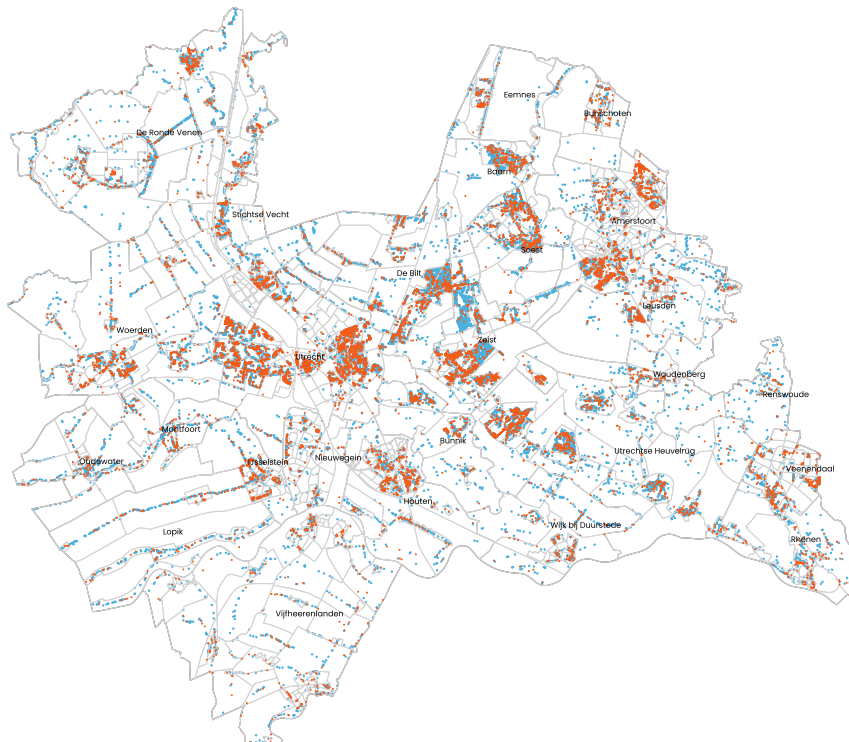 Eemnes
Bunschoten
De Ronde Venen
Baarn
Stichtse Vecht
Amersfoort
Soest
De Bilt
Leusden
Woerden
Zeist
Utrecht
Woudenberg
Renswoude
Montfoort
Bunnik
Utrechtse Heuvelrug
Oudewater
IJsselstein
Nieuwegein
Veenendaal
Houten
Wijk bij Duurstede
Lopik
Rhenen
Vijfheerenlanden